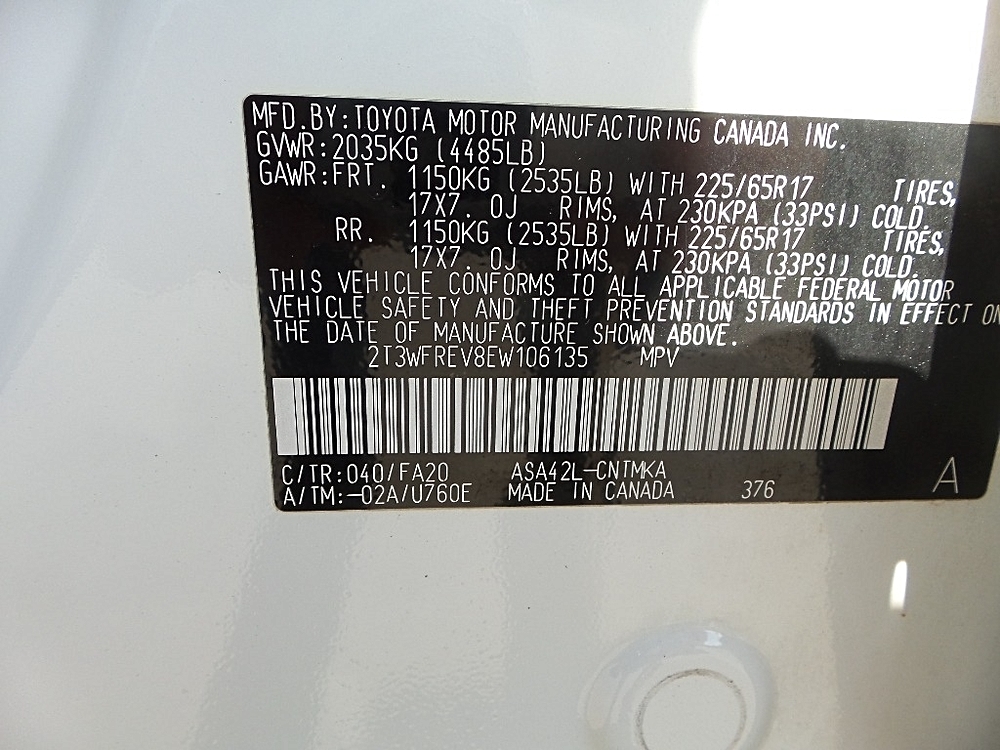 MFD.BY:TOYOTA MOTOR MANUFACTURING CANADA INC.
GVWR:2035KG (4485LB)
GAWR:FRT. 1150KG (2535LB) WITH 225/65R17 TIRES,
17X7.0J RIMS, AT 230KPA (33PSI) COLD.
RR. 1150KG (2535LB) WITH 225/65R17 TIRES,
17X7.0J RIMS, AT 230KPA (33PSI) COLD.
THIS VEHICLE CONFORMS TO ALL APPLICABLE FEDERAL MOTOR
VEHICLE SAFETY AND THEFT PREVENTION STANDARDS IN EFFECT ON
THE DATE OF MANUFACTURE SHOWN ABOVE.
2T3WFREV8EW106135 MPV
C/TR:040/FA20 ASA42L-CNTMKA
A/TM:-02A/U760E MADE IN CANADA 376 A